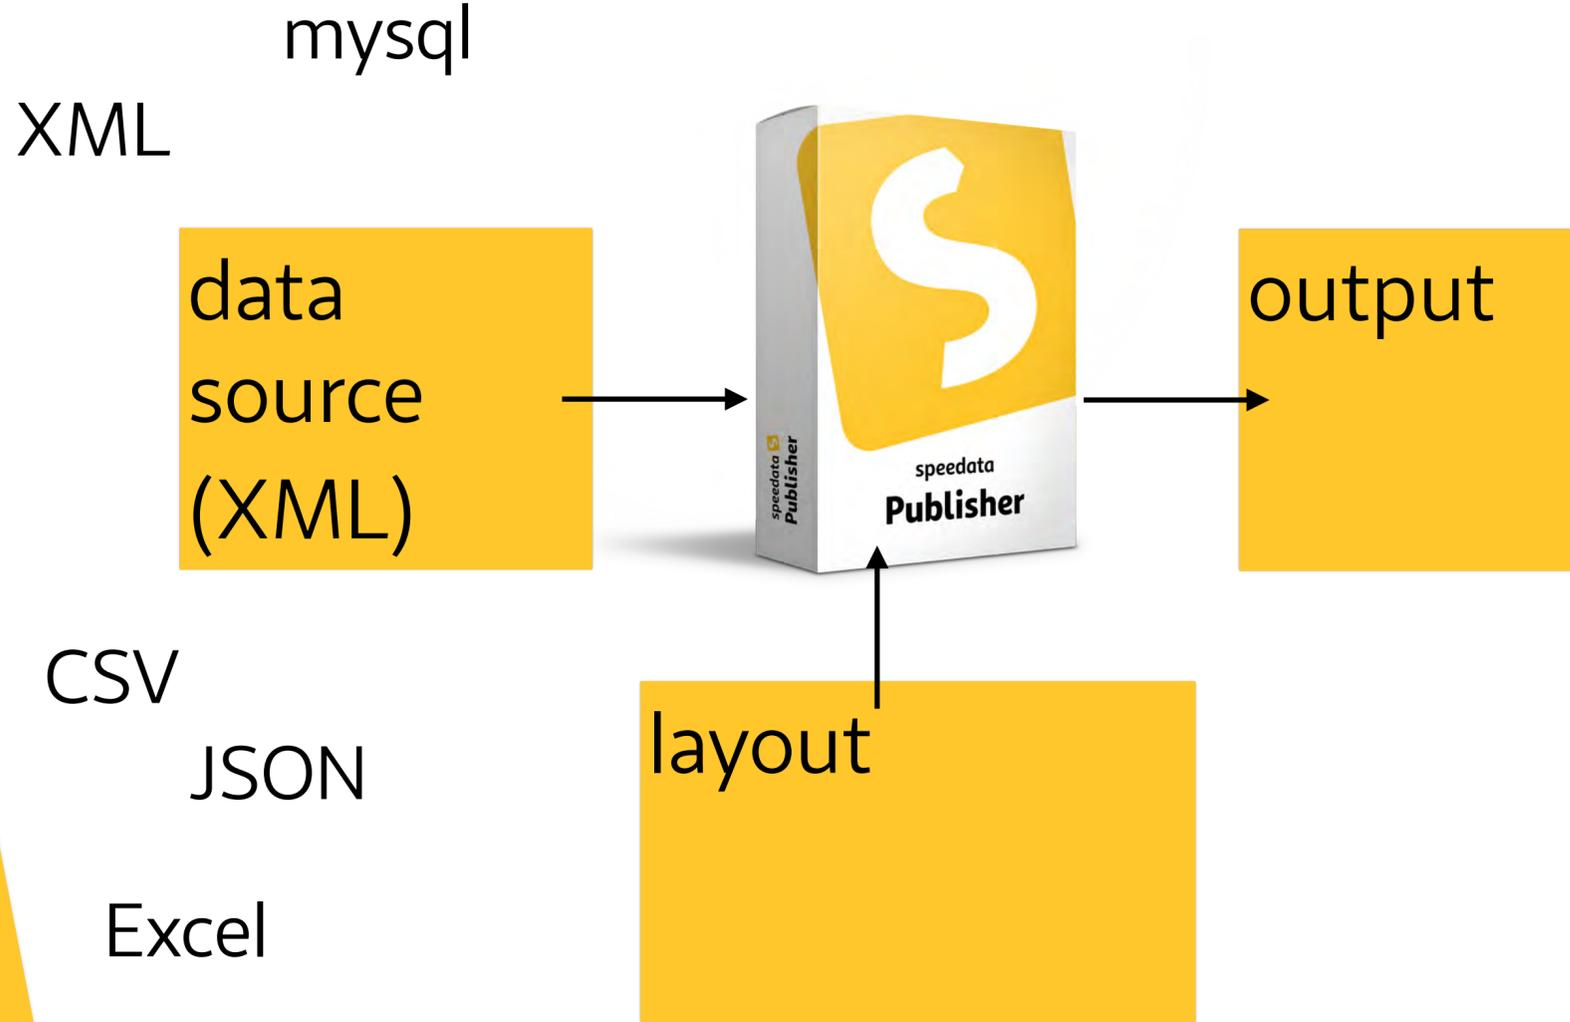 mysql
XML
data
source
(XML)
speedata
Publisher
S
speedata
Publisher
output
CSV
JSON
Excel
layout